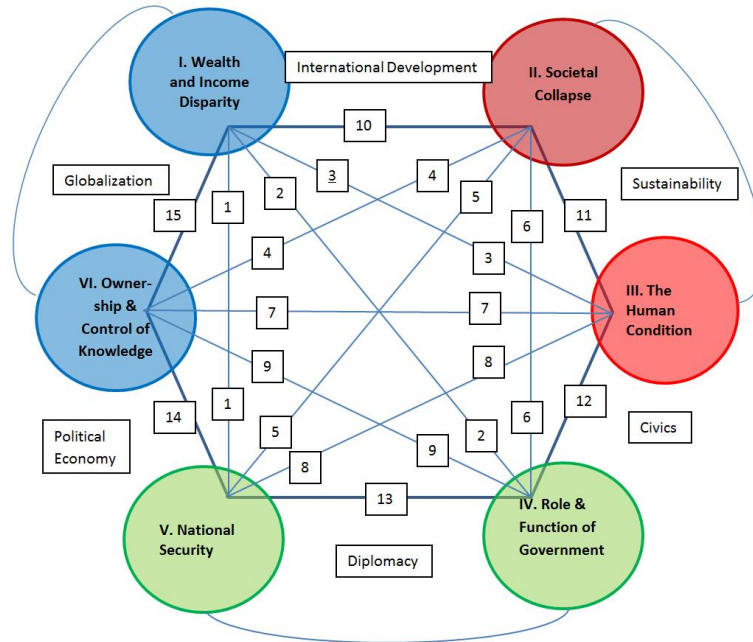 I. Wealth
and Income
Disparity
International Development
II. Societal
Collapse
10
Globalization
3
4
2
1
5
Sustainability
15
11
6
4
3
VI. Owner-
ship &
Control of
Knowledge
7
7
III. The
Human
Condition
9
8
1
12
14
5
6
2
Political
Economy
Civics
8
9
13
V. National
Security
IV. Role &
Function of
Government
Diplomacy